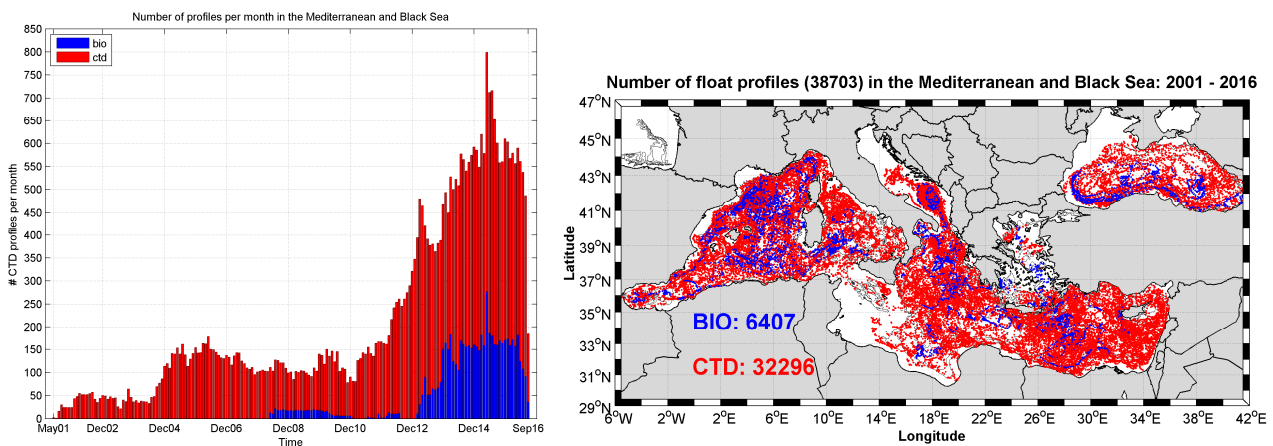 Number of profiles per month in the Mediterranean and Black Sea
850
800
750
700
650
600
550
500
450
400
350
300
250
200
150
100
50
0
# CTD profiles per month
bio
ctd
May01 Dec02 Dec04 Dec06 Dec08 Dec10 Dec12 Dec14 Sep16
Time
Number of float profiles (38703) in the Mediterranean and Black Sea: 2001 - 2016
47°N
45°N
43°N
41°N
39°N
37°N
35°N
33°N
31°N
29°N
Latitude
BIO: 6407
CTD: 32296
6°W 2°W 2°E 6°E 10°E 14°E 18°E 22°E 26°E 30°E 34°E 38°E 42°E
Longitude